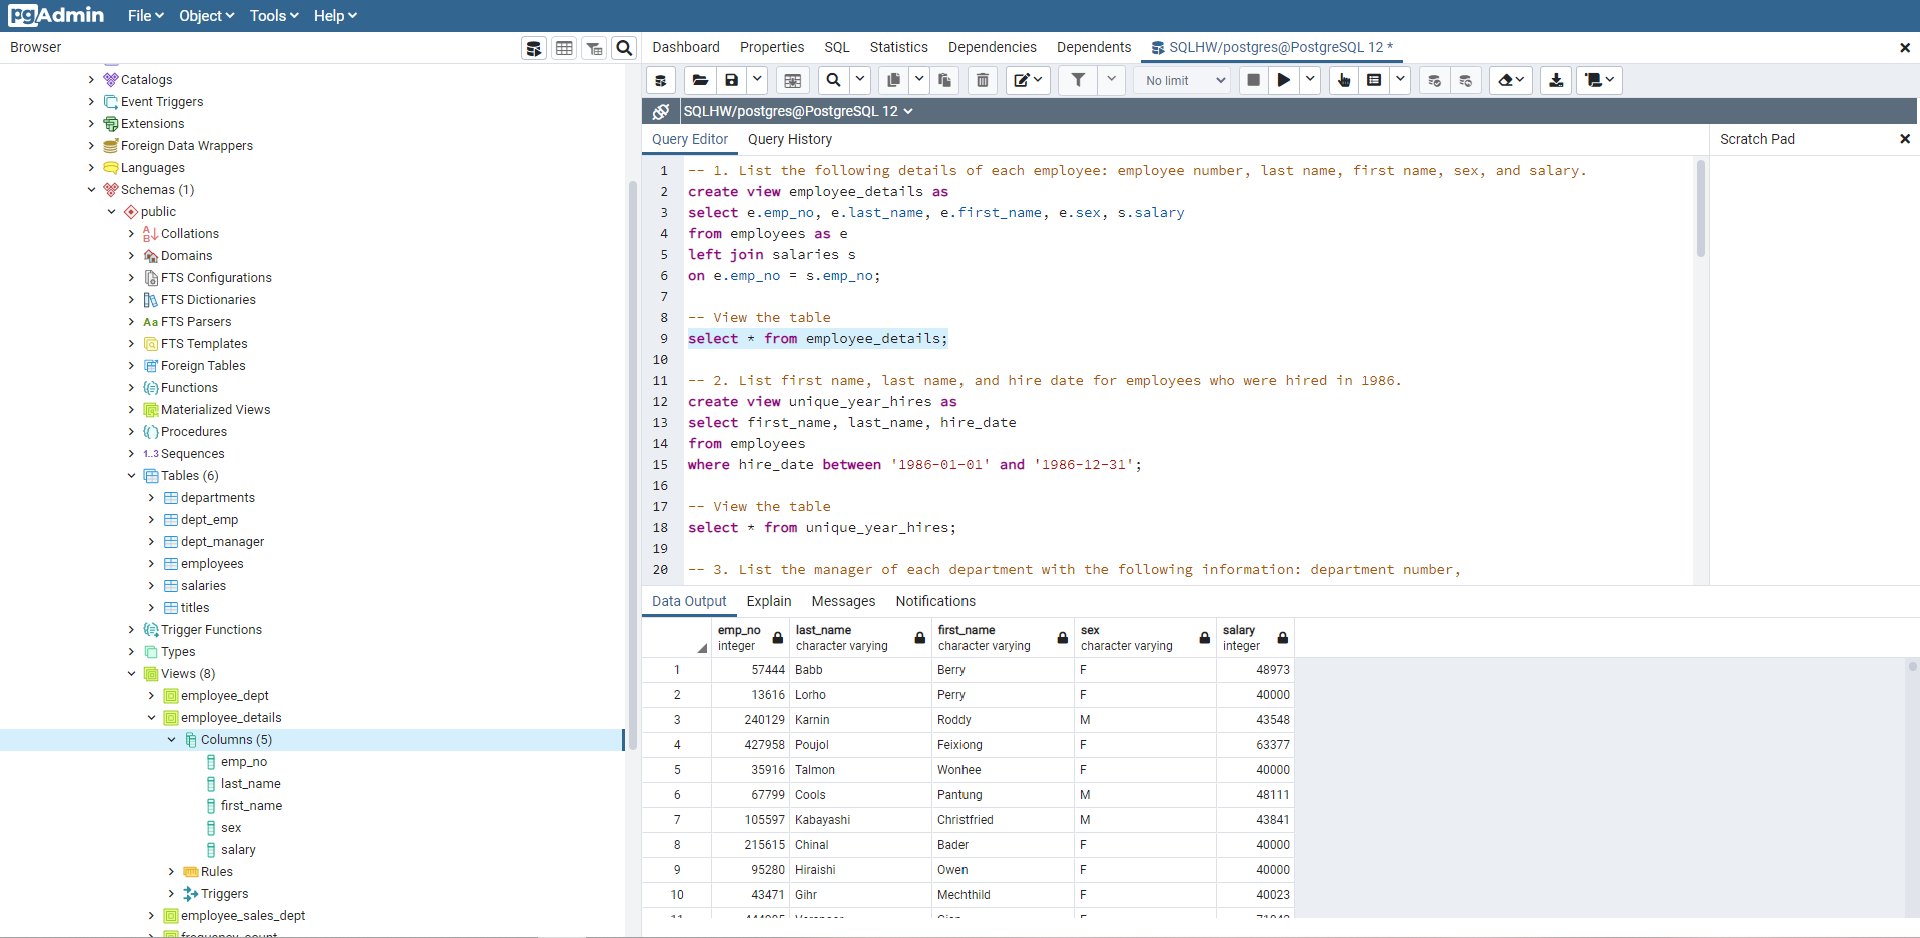 pgAdmin File Object Tools Help
Browser
Dashboard Properties SQL Statistics Dependencies Dependents SQLHW/postgres@PostgreSQL 12 *
No limit
SQLHW/postgres@PostgreSQL 12
Query Editor Query History
Scratch Pad
Catalogs
Event Triggers
Extensions
Foreign Data Wrappers
Languages
Schemas (1)
public
Collations
Domains
FTS Configurations
FTS Dictionaries
Aa FTS Parsers
FTS Templates
Foreign Tables
Functions
Materialized Views
Procedures
1..3 Sequences
Tables (6)
departments
dept_emp
dept_manager
employees
salaries
titles
Trigger Functions
Types
Views (8)
employee_dept
employee_details
Columns (5)
emp_no
last_name
first_name
sex
salary
Rules
Triggers
employee_sales_dept
frequency_count
1 -- 1. List the following details of each employee: employee number, last name, first name, sex, and salary.
2 create view employee_details as
3 select e.emp_no, e.last_name, e.first_name, e.sex, s.salary
4 from employees as e
5 left join salaries s
6 on e.emp_no = s.emp_no;
7
8 -- View the table
9 select * from employee_details;
10
11 -- 2. List first name, last name, and hire date for employees who were hired in 1986.
12 create view unique_year_hires as
13 select first_name, last_name, hire_date
14 from employees
15 where hire_date between '1986-01-01' and '1986-12-31';
16
17 -- View the table
18 select * from unique_year_hires;
19
20 -- 3. List the manager of each department with the following information: department number,
Data Output Explain Messages Notifications
emp_no last_name first_name sex salary
integer character varying character varying character varying integer
1 57444 Babb Berry F 48973
2 13616 Lorho Perry F 40000
3 240129 Karnin Roddy M 43548
4 427958 Poujol Feixiong F 63377
5 35916 Talmon Wonhee F 40000
6 67799 Cools Pantung M 48111
7 105597 Kabayashi Christfried M 43841
8 215615 Chinal Bader F 40000
9 95280 Hiraishi Owen F 40000
10 43471 Gihr Mechthild F 40023
11